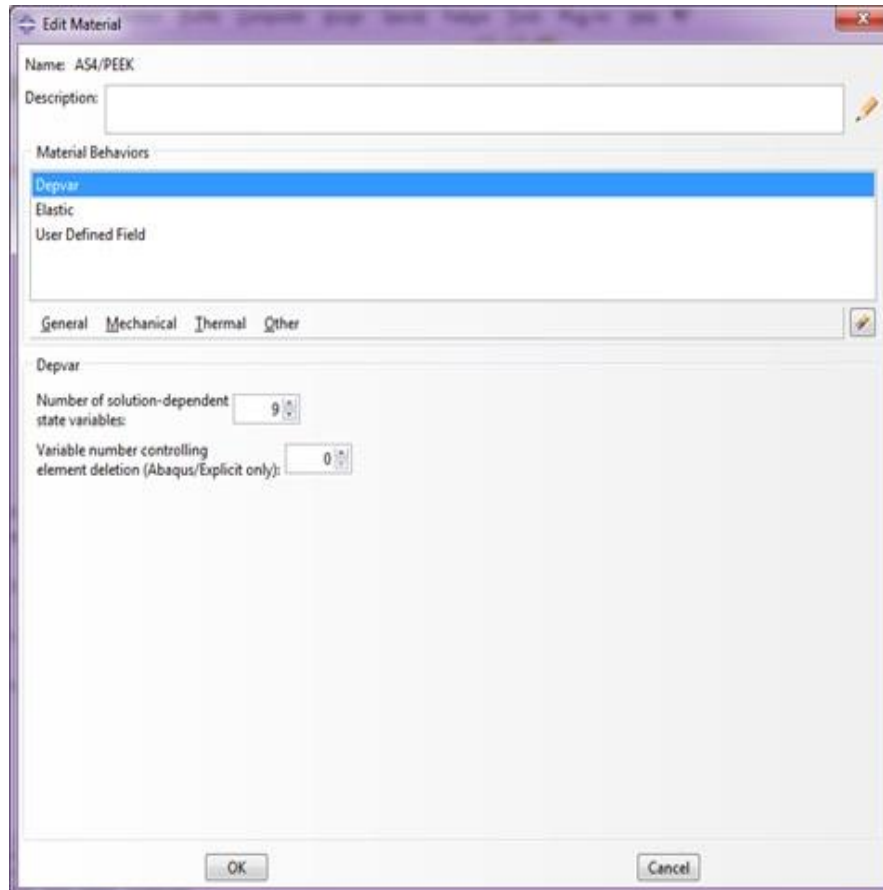 Edit Material
Name: AS4/PEEK
Description:
Material Behaviors
Depvar
Elastic
User Defined Field
General Mechanical Thermal Other
Depvar
Number of solution-dependent
state variables: 9
Variable number controlling
element deletion (Abaqus/Explicit only): 0
OK Cancel